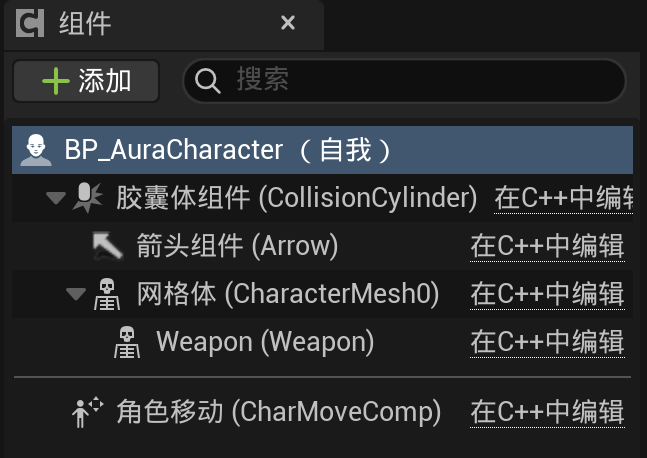 组件
添加 搜索
BP_AuraCharacter （自我）
胶囊体组件 (CollisionCylinder) 在C++中编辑
箭头组件 (Arrow) 在C++中编辑
网格体 (CharacterMesh0) 在C++中编辑
Weapon (Weapon) 在C++中编辑
角色移动 (CharMoveComp) 在C++中编辑